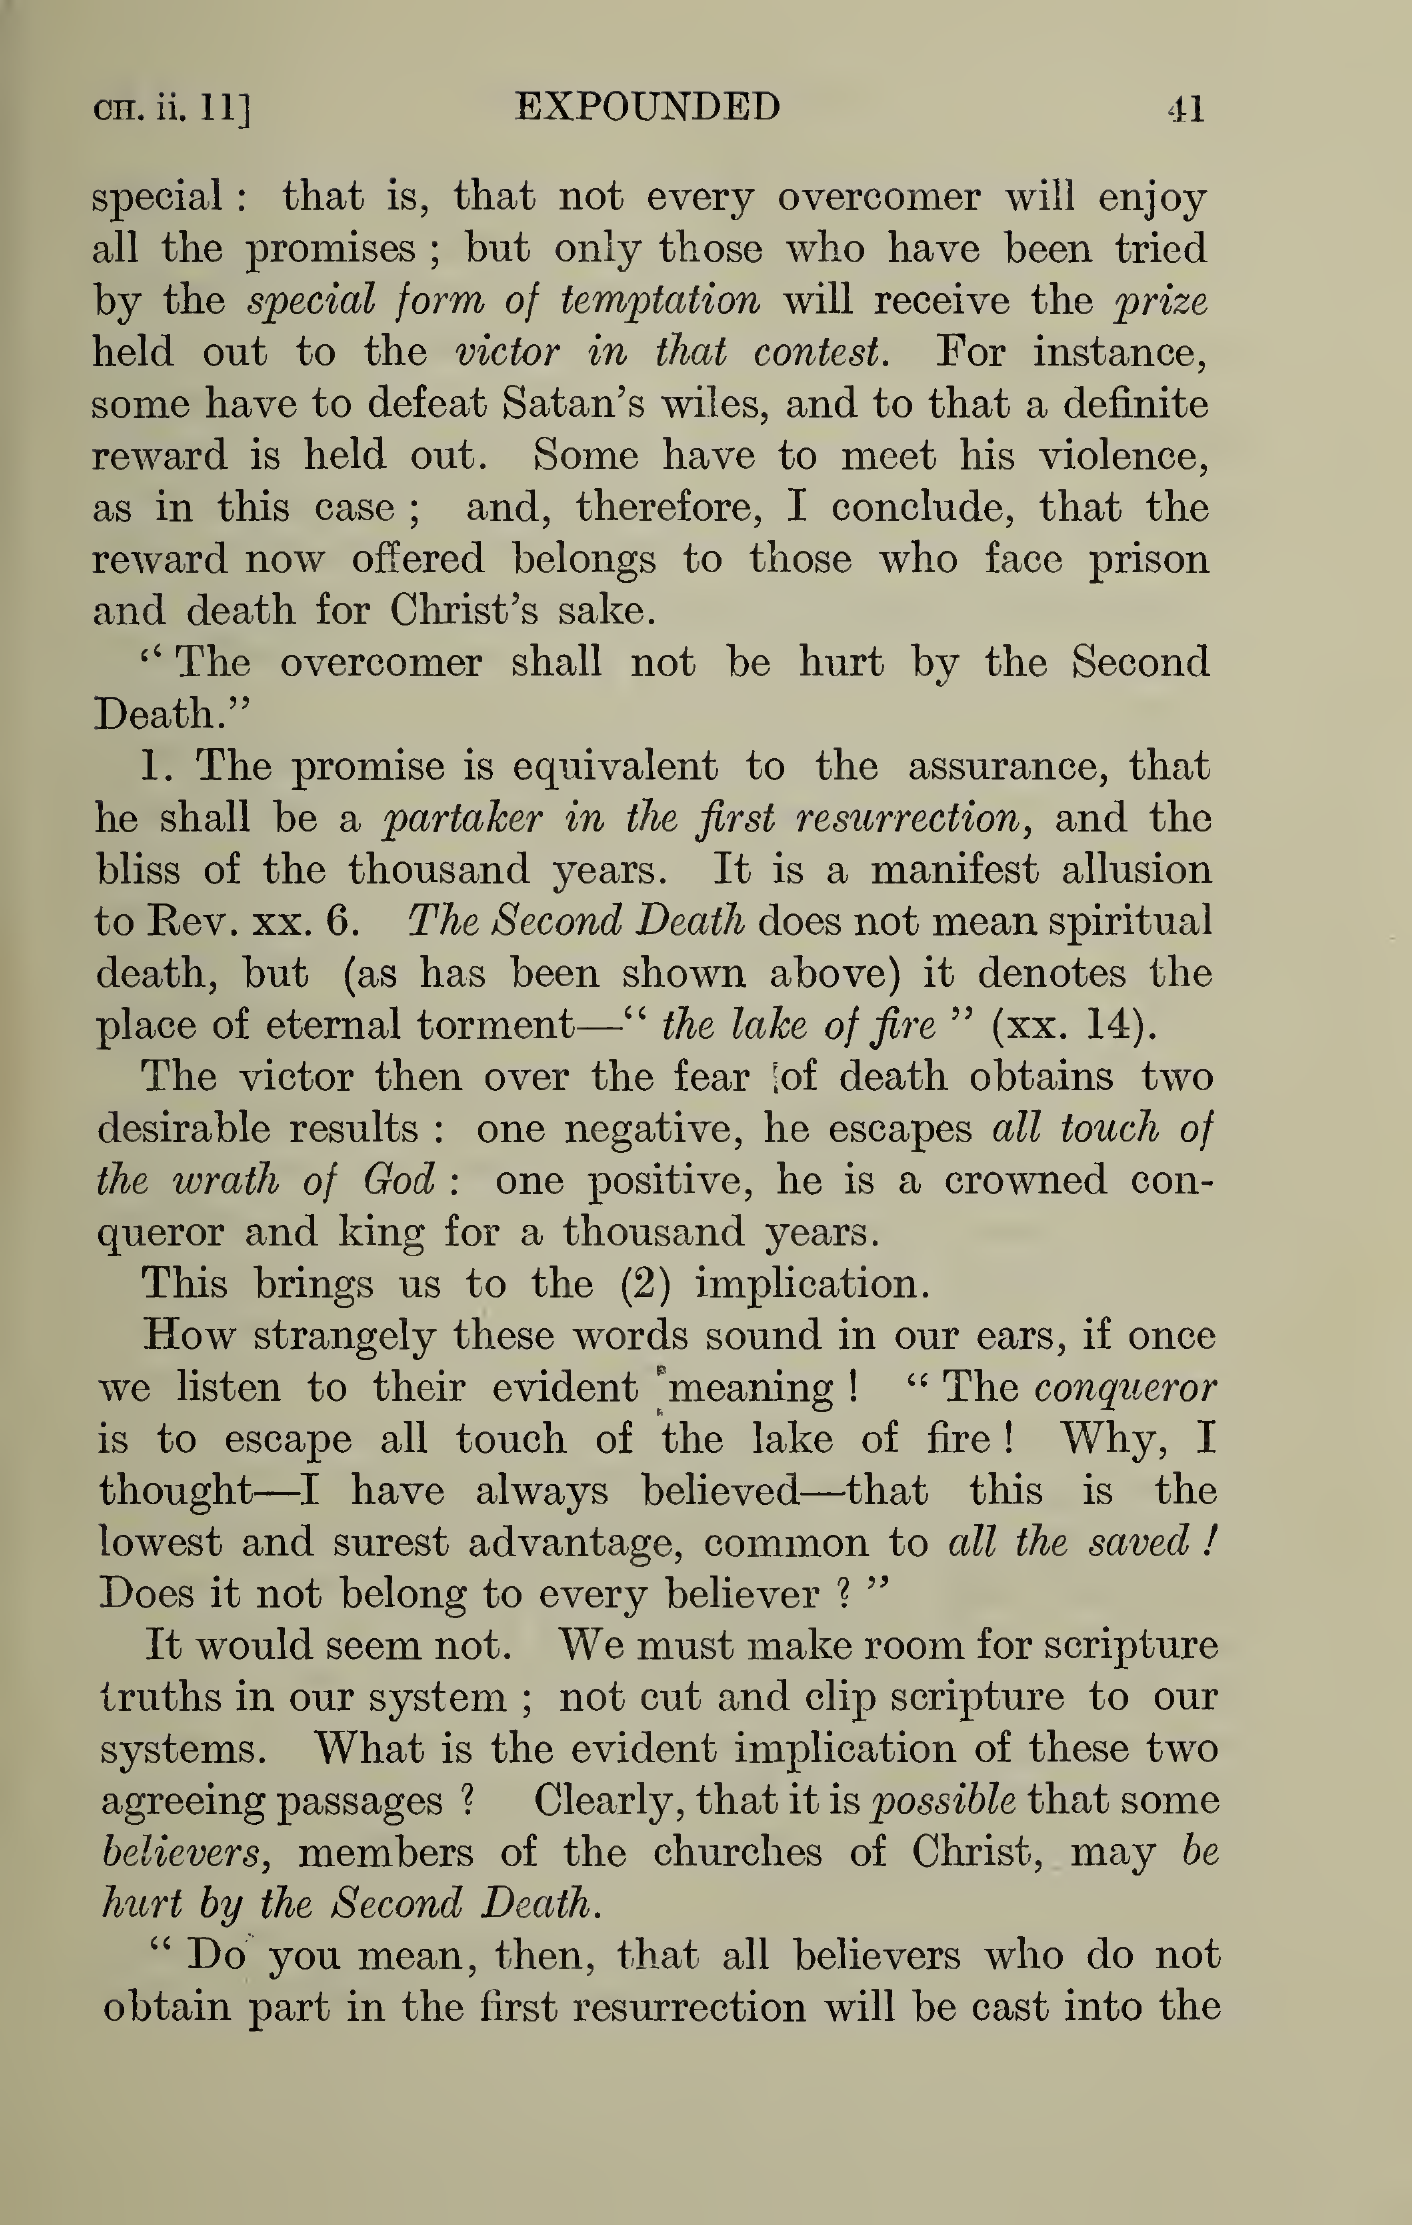 CH. ii. 11] EXPOUNDED 41
special : that is, that not every overcomer will enjoy
all the promises ; but only those who have been tried
by the special form of temptation will receive the prize
held out to the victor in that contest. For instance,
some have to defeat Satan's wiles, and to that a definite
reward is held out. Some have to meet his violence,
as in this case ; and, therefore, I conclude, that the
reward now offered belongs to those who face prison
and death for Christ's sake.
“ The overcomer shall not be hurt by the Second
Death.”
1. The promise is equivalent to the assurance, that
he shall be a partaker in the first resurrection, and the
bliss of the thousand years. It is a manifest allusion
to Rev. xx. 6. The Second Death does not mean spiritual
death, but (as has been shown above) it denotes the
place of eternal torment—“ the lake of fire ” (xx. 14).
The victor then over the fear of death obtains two
desirable results : one negative, he escapes all touch of
the wrath of God : one positive, he is a crowned con-
queror and king for a thousand years.
This brings us to the (2) implication.
How strangely these words sound in our ears, if once
we listen to their evident meaning ! “ The conqueror
is to escape all touch of the lake of fire ! Why, I
thought—I have always believed—that this is the
lowest and surest advantage, common to all the saved !
Does it not belong to every believer ? ”
It would seem not. We must make room for scripture
truths in our system ; not cut and clip scripture to our
systems. What is the evident implication of these two
agreeing passages ? Clearly, that it is possible that some
believers, members of the churches of Christ, may be
hurt by the Second Death.
“ Do you mean, then, that all believers who do not
obtain part in the first resurrection will be cast into the